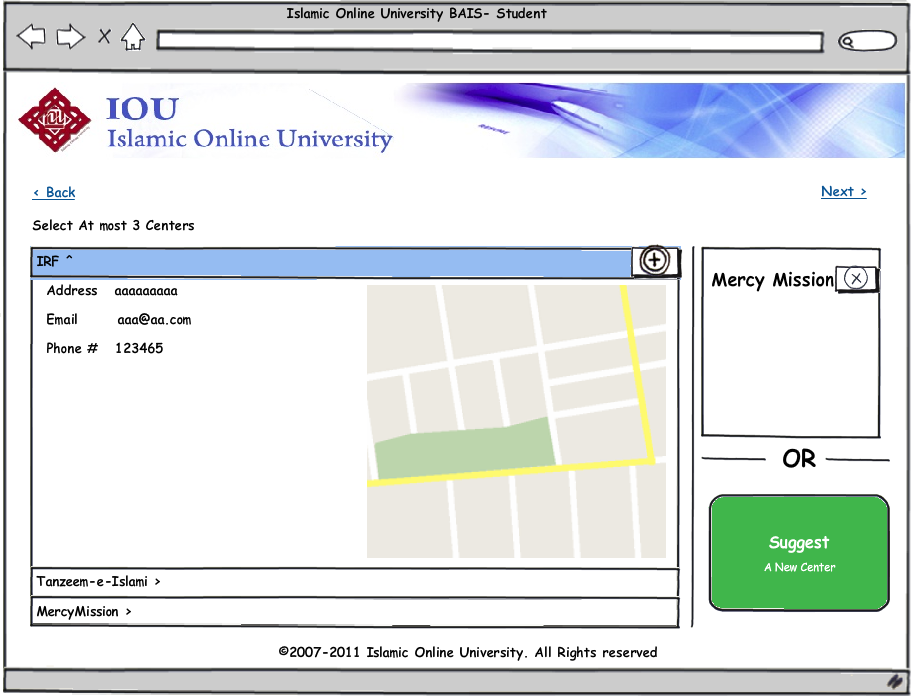 Islamic Online University BAIS- Student
IOU
Islamic Online University
< Back
Next >
Select At most 3 Centers
IRF ^
Address aaaaaaaaa
Email aaa@aa.com
Phone # 123465
Mercy Mission
OR
Suggest
A New Center
Tanzeem-e-Islami >
MercyMission >
©2007-2011 Islamic Online University. All Rights reserved